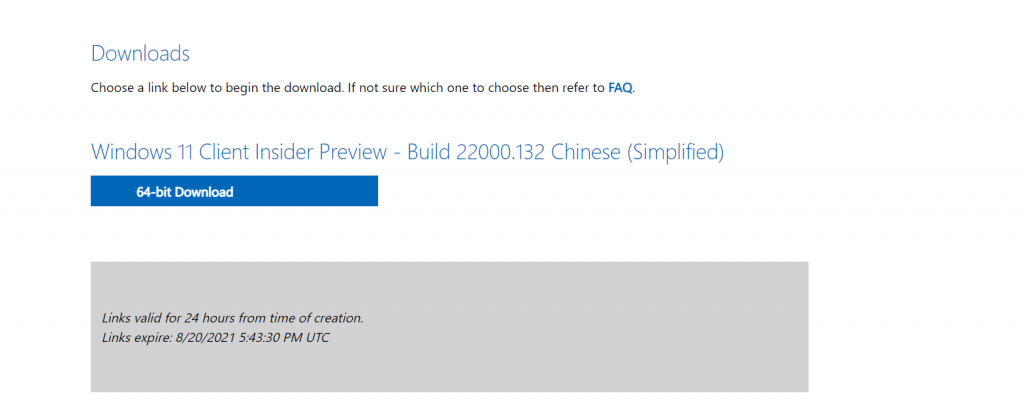 Downloads
Choose a link below to begin the download. If not sure which one to choose then refer to FAQ.
Windows 11 Client Insider Preview - Build 22000.132 Chinese (Simplified)
64-bit Download
Links valid for 24 hours from time of creation.
Links expire: 8/20/2021 5:43:30 PM UTC